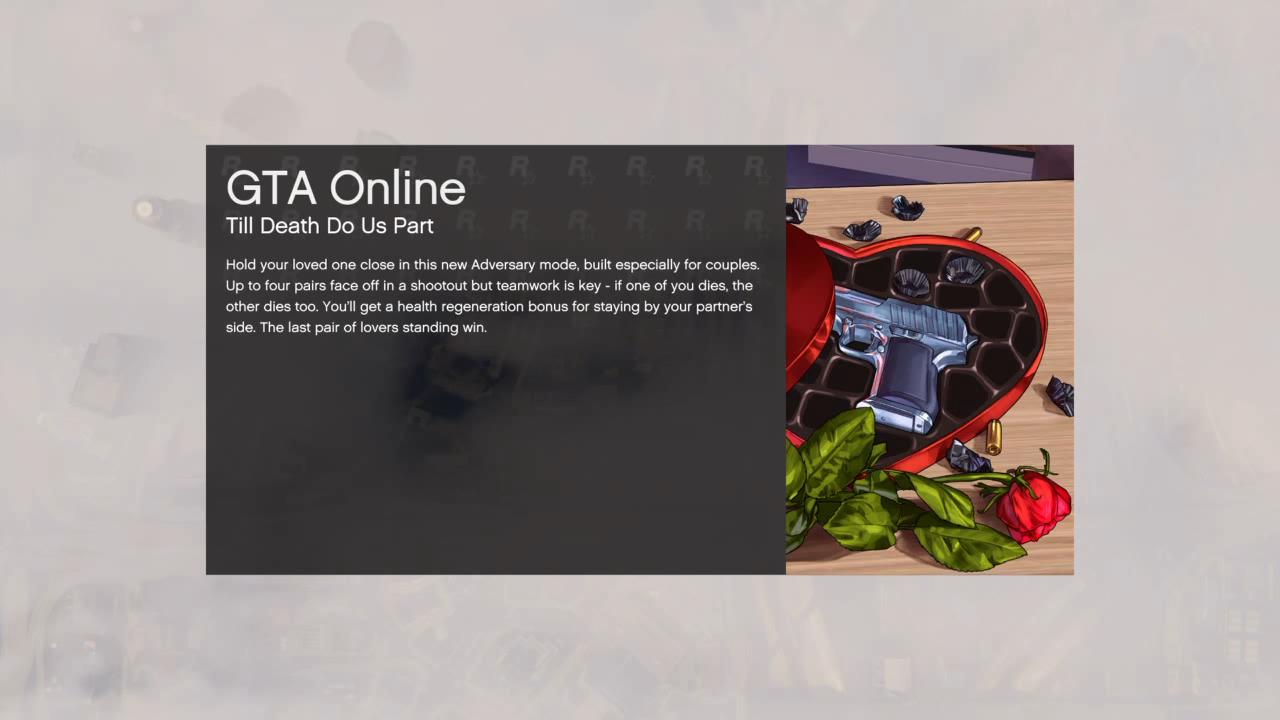 GTA Online
Till Death Do Us Part
Hold your loved one close in this new Adversary mode, built especially for couples.
Up to four pairs face off in a shootout but teamwork is key - if one of you dies, the
other dies too. You'll get a health regeneration bonus for staying by your partner's
side. The last pair of lovers standing win.